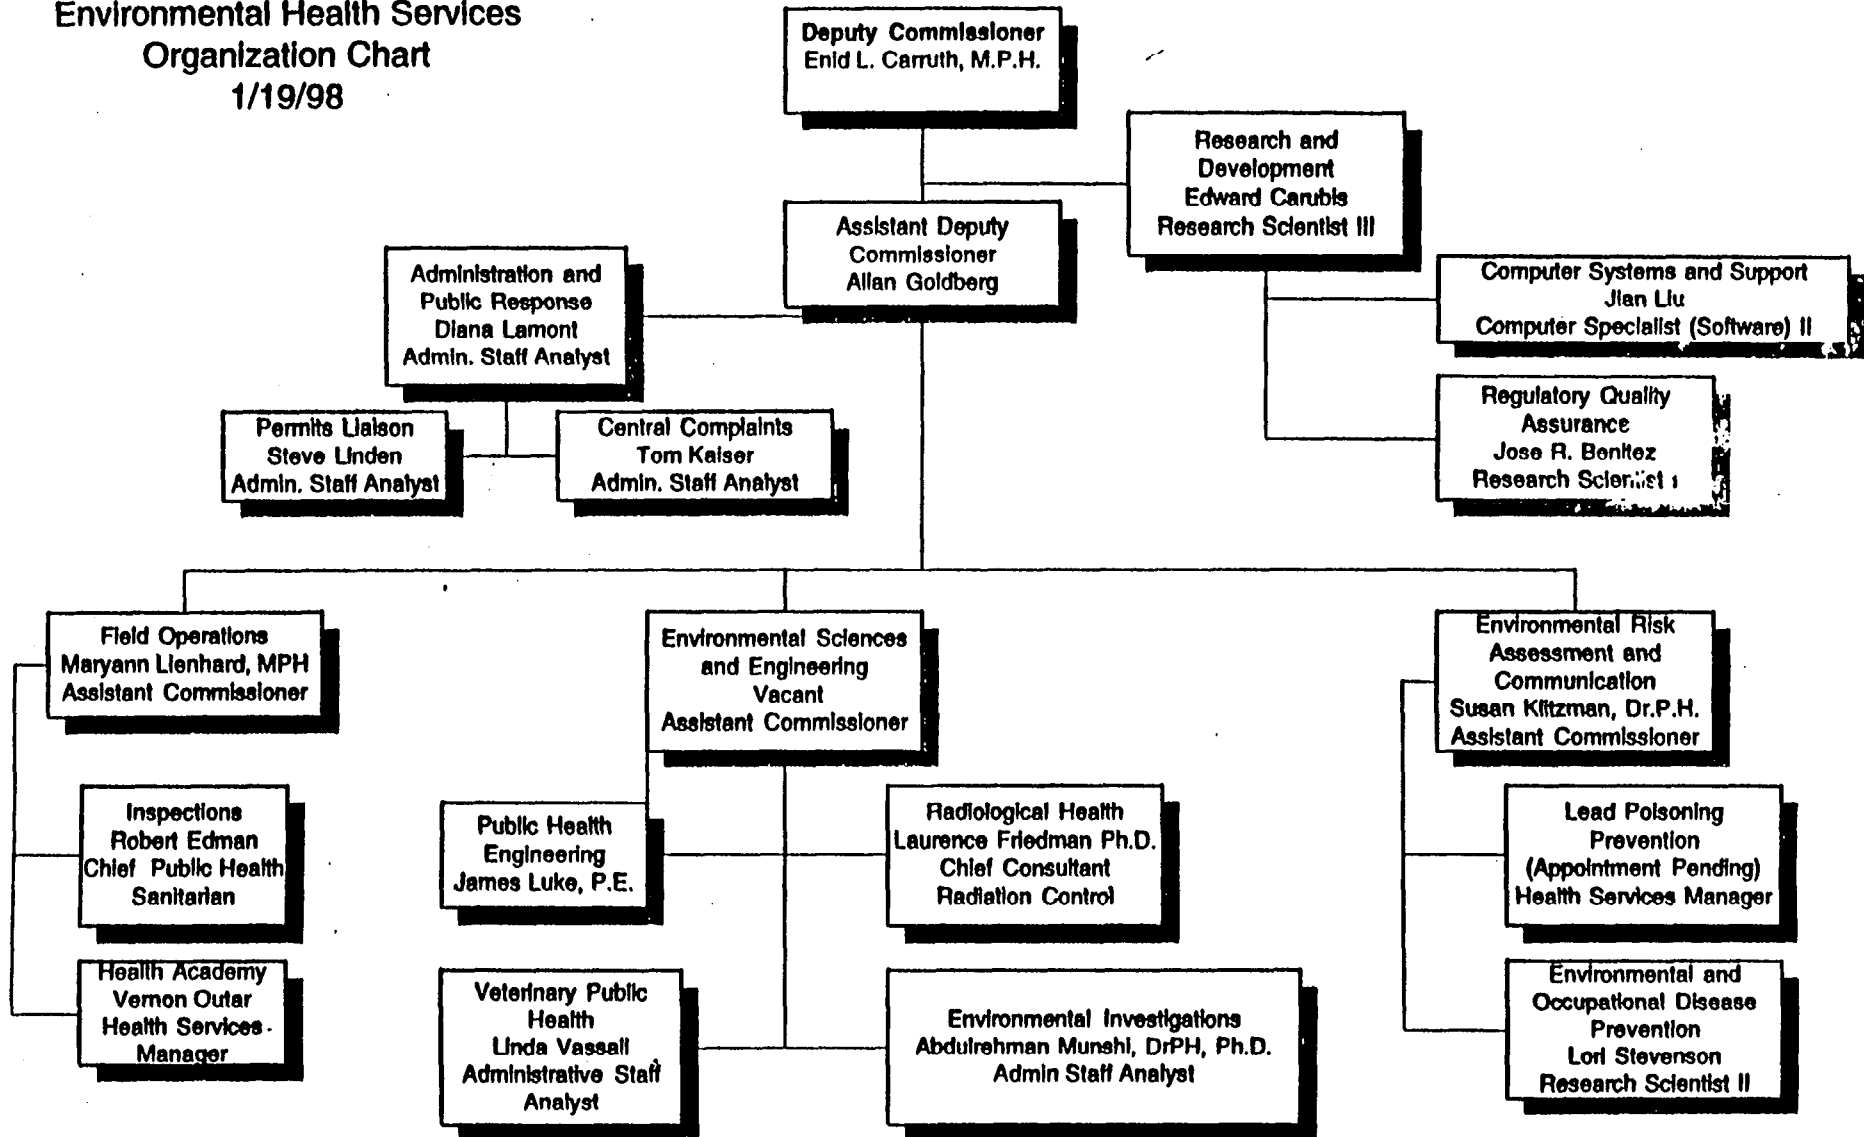 Environmental Health Services
Organization Chart
1/19/98
Deputy Commissioner
Enid L. Carruth, M.P.H.
Research and
Development
Edward Carubis
Research Scientist III
Assistant Deputy
Commissioner
Allan Goldberg
Administration and
Public Response
Diana Lamont
Admin. Staff Analyst
Computer Systems and Support
Jian Liu
Computer Specialist (Software) II
Regulatory Quality
Assurance
Jose R. Benitez
Research Scientist
Permits Liaison
Steve Linden
Admin. Staff Analyst
Central Complaints
Tom Kaiser
Admin. Staff Analyst
Field Operations
Maryann Lienhard, MPH
Assistant Commissioner
Environmental Sciences
and Engineering
Vacant
Assistant Commissioner
Environmental Risk
Assessment and
Communication
Susan Klitzman, Dr.P.H.
Assistant Commissioner
Inspections
Robert Edman
Chief Public Health
Sanitarian
Public Health
Engineering
James Luke, P.E.
Radiological Health
Laurence Friedman Ph.D.
Chief Consultant
Radiation Control
Lead Poisoning
Prevention
(Appointment Pending)
Health Services Manager
Health Academy
Vernon Outar
Health Services
Manager
Veterinary Public
Health
Linda Vassall
Administrative Staff
Analyst
Environmental Investigations
Abdulrehman Munshi, DrPH, Ph.D.
Admin Staff Analyst
Environmental and
Occupational Disease
Prevention
Lori Stevenson
Research Scientist II